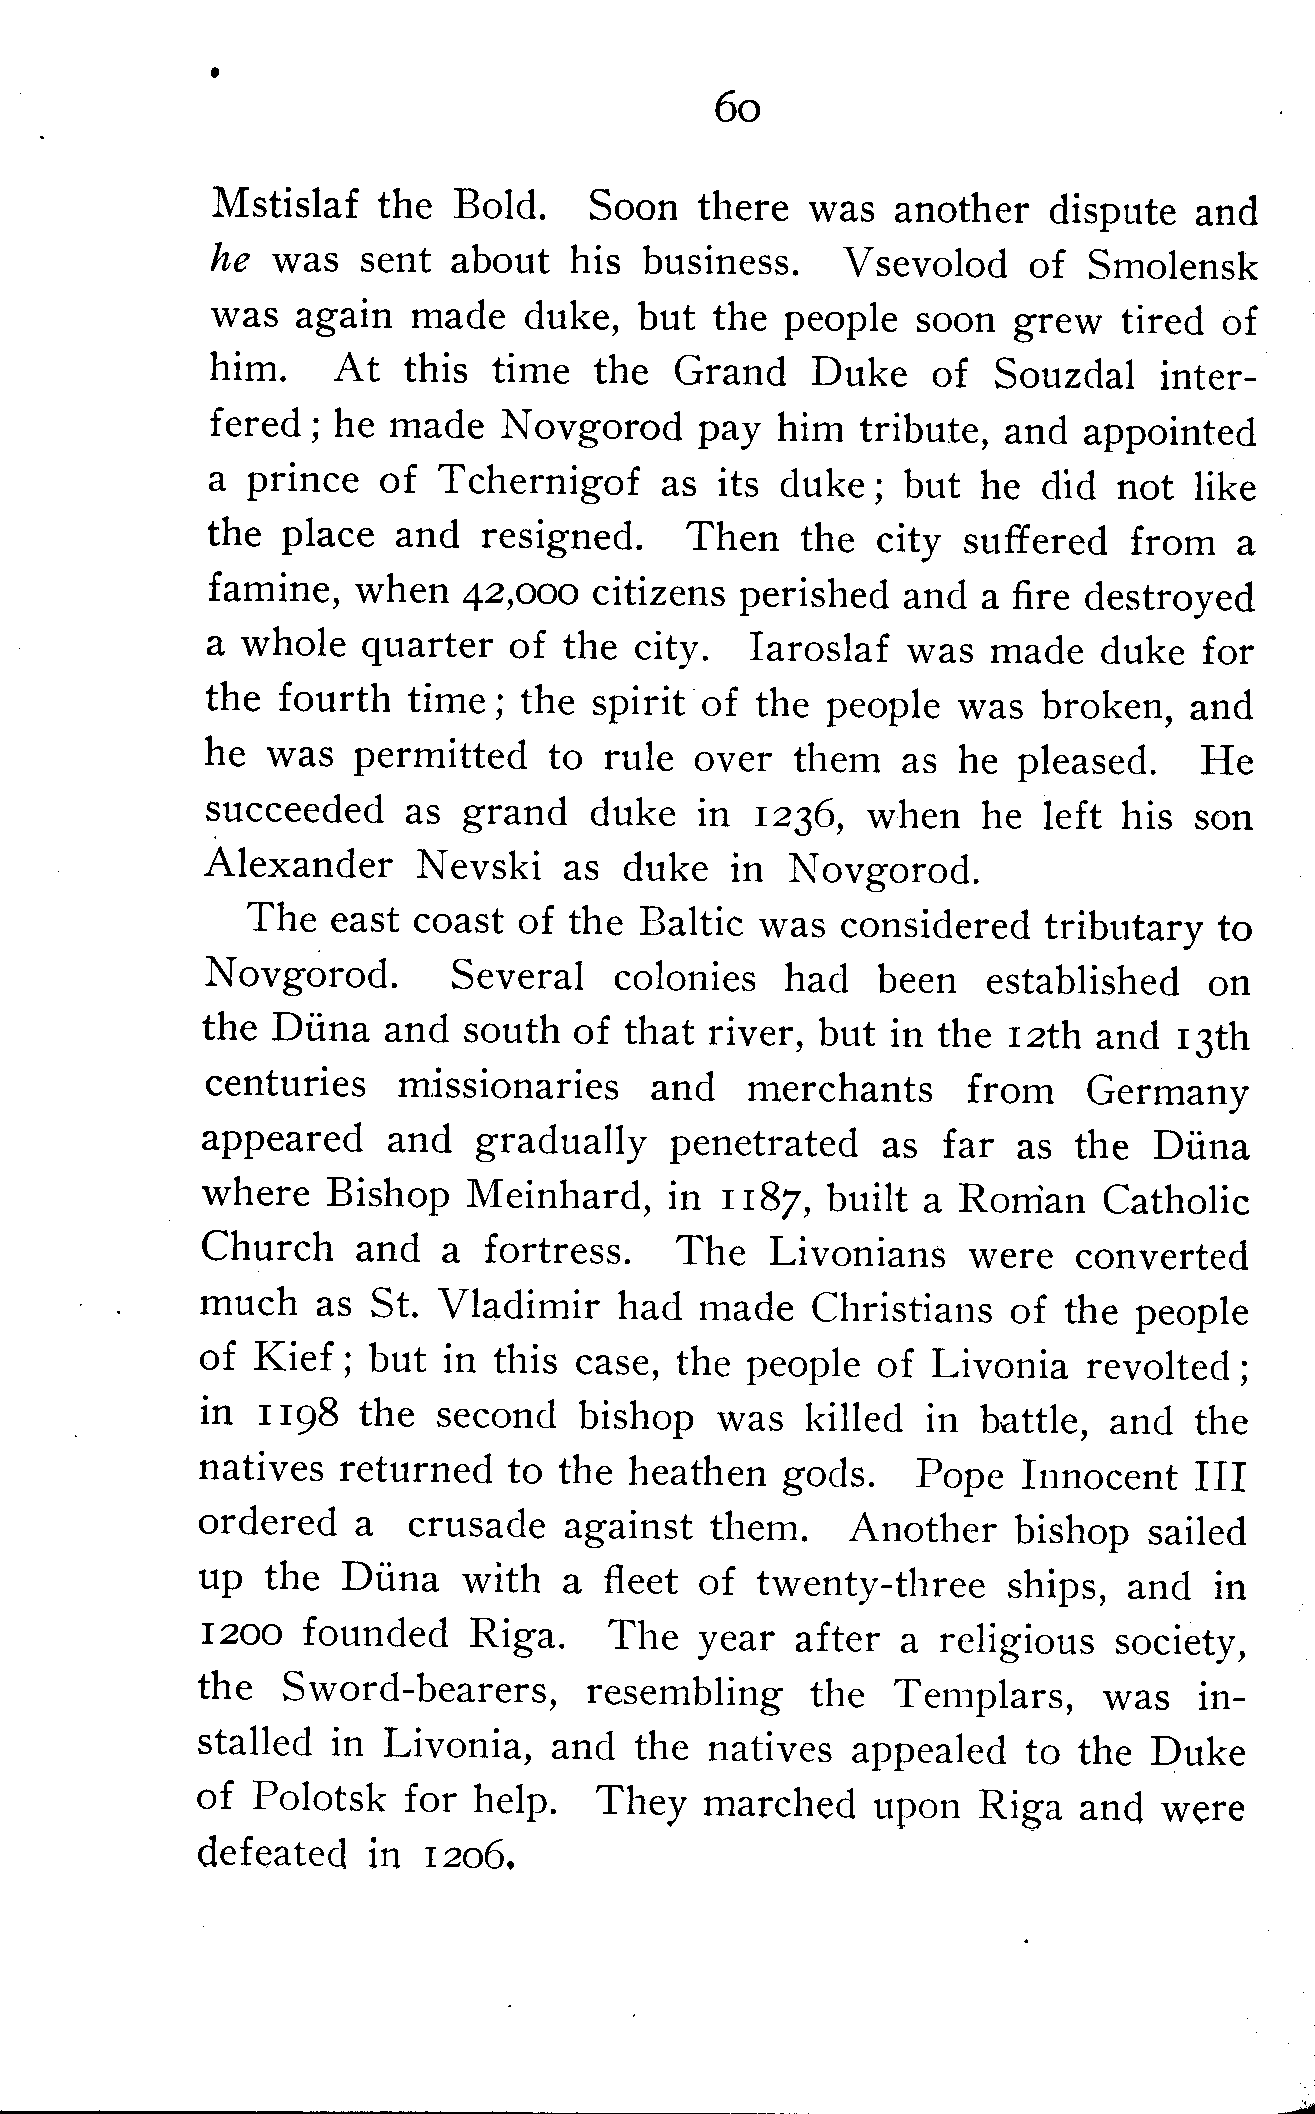 60
Mstislaf the Bold. Soon there was another dispute and
he was sent about his business. Vsevolod of Smolensk
was again made duke, but the people soon grew tired of
him. At this time the Grand Duke of Souzdal inter-
fered; he made Novgorod pay him tribute, and appointed
a prince of Tchernigof as its duke; but he did not like
the place and resigned. Then the city suffered from a
famine, when 42,000 citizens perished and a fire destroyed
a whole quarter of the city. Iaroslaf was made duke for
the fourth time; the spirit of the people was broken, and
he was permitted to rule over them as he pleased. He
succeeded as grand duke in 1236, when he left his son
Alexander Nevski as duke in Novgorod.
The east coast of the Baltic was considered tributary to
Novgorod. Several colonies had been established on
the Düna and south of that river, but in the 12th and 13th
centuries missionaries and merchants from Germany
appeared and gradually penetrated as far as the Düna
where Bishop Meinhard, in 1187, built a Roman Catholic
Church and a fortress. The Livonians were converted
much as St. Vladimir had made Christians of the people
of Kief; but in this case, the people of Livonia revolted;
in 1198 the second bishop was killed in battle, and the
natives returned to the heathen gods. Pope Innocent III
ordered a crusade against them. Another bishop sailed
up the Düna with a fleet of twenty-three ships, and in
1200 founded Riga. The year after a religious society,
the Sword-bearers, resembling the Templars, was in-
stalled in Livonia, and the natives appealed to the Duke
of Polotsk for help. They marched upon Riga and were
defeated in 1206.